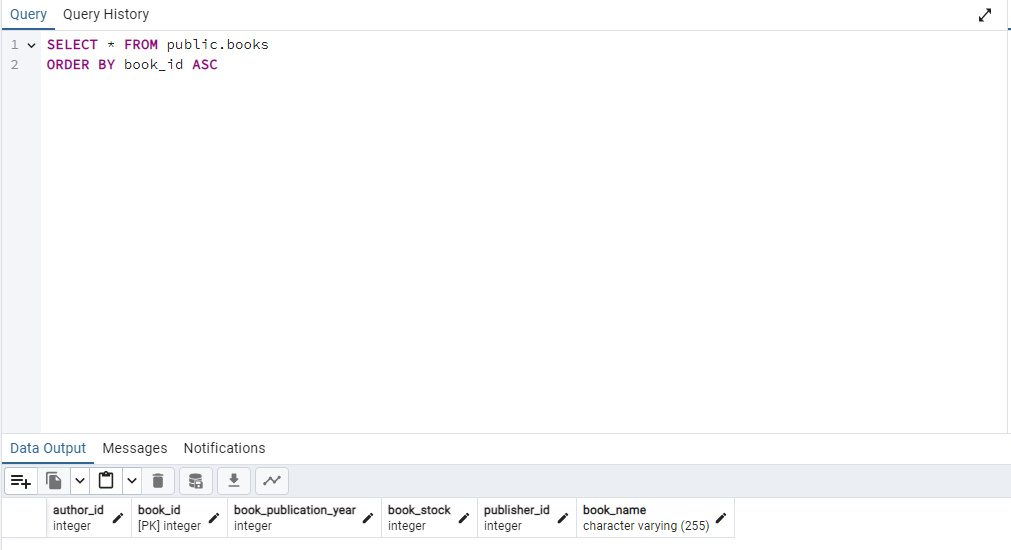 Query Query History
1 SELECT * FROM public.books
2 ORDER BY book_id ASC
Data Output Messages Notifications
author_id book_id book_publication_year book_stock publisher_id book_name
integer [PK] integer integer integer integer character varying (255)